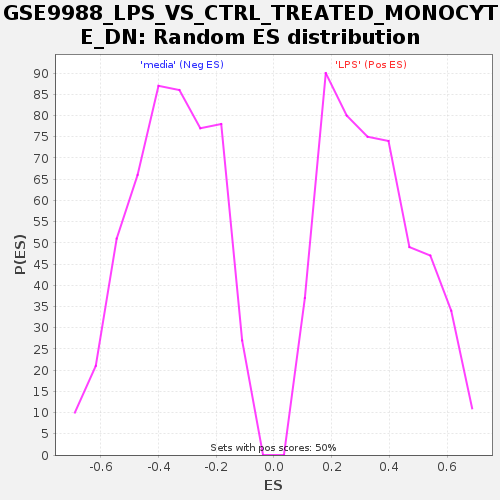 GSE9988_LPS_VS_CTRL_TREATED_MONOCYT
E_DN: Random ES distribution
'media' (Neg ES)
'LPS' (Pos ES)
90
85
80
75
70
65
60
55
50
45
40
35
30
25
20
15
10
5
0
P(ES)
Sets with pos scores: 50%
-0.6 -0.4 -0.2 0.0 0.2 0.4 0.6
ES